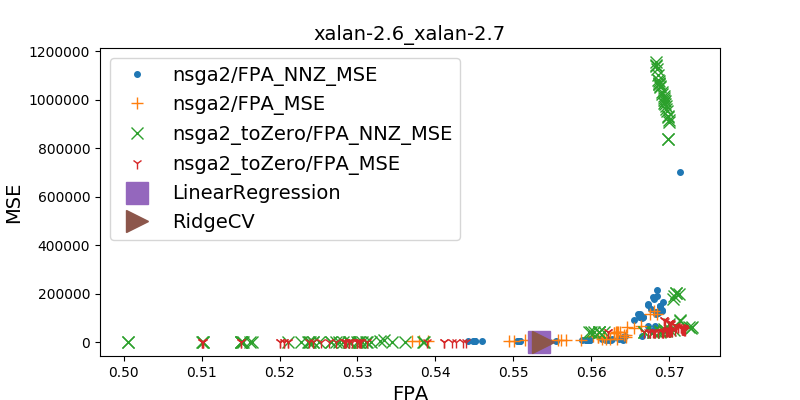 xalan-2.6_xalan-2.7
1200000
1000000
800000
600000
400000
200000
0
MSE
nsga2/FPA_NNZ_MSE
nsga2/FPA_MSE
nsga2_toZero/FPA_NNZ_MSE
nsga2_toZero/FPA_MSE
LinearRegression
RidgeCV
0.50 0.51 0.52 0.53 0.54 0.55 0.56 0.57
FPA